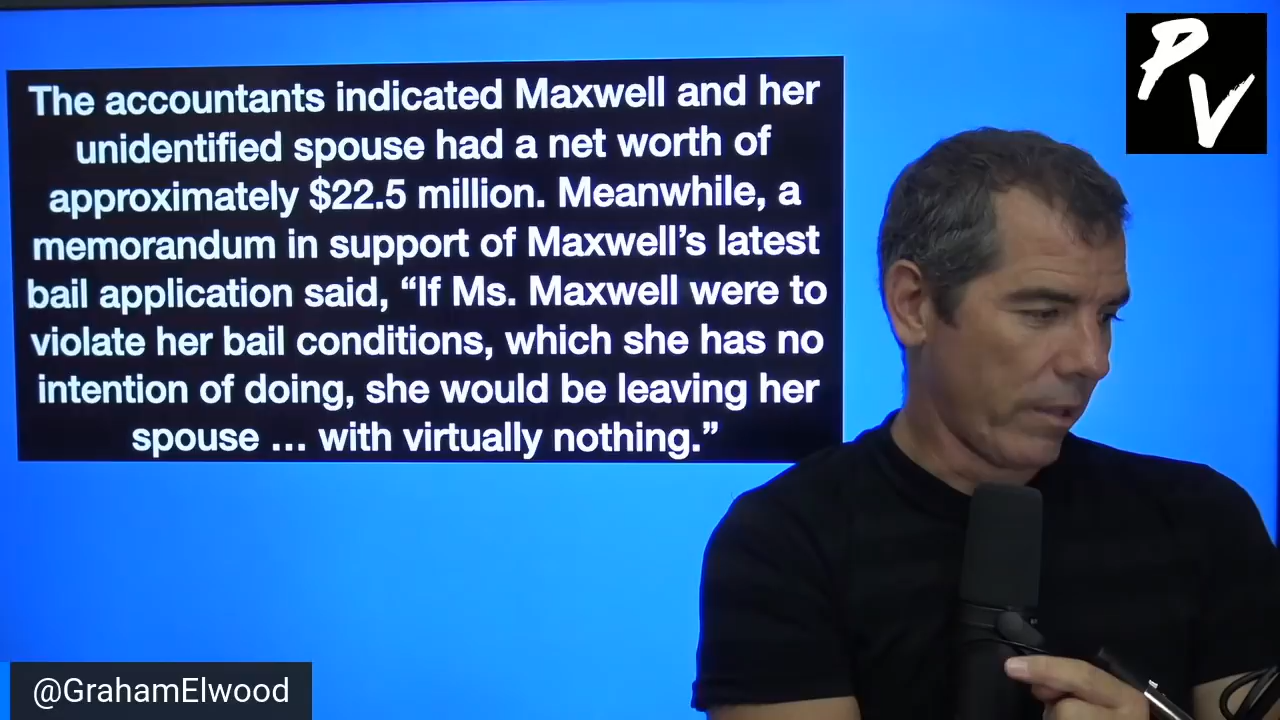 The accountants indicated Maxwell and her
unidentified spouse had a net worth of
approximately $22.5 million. Meanwhile, a
memorandum in support of Maxwell’s latest
bail application said, “If Ms. Maxwell were to
violate her bail conditions, which she has no
intention of doing, she would be leaving her
spouse ... with virtually nothing.”
PV
@GrahamElwood